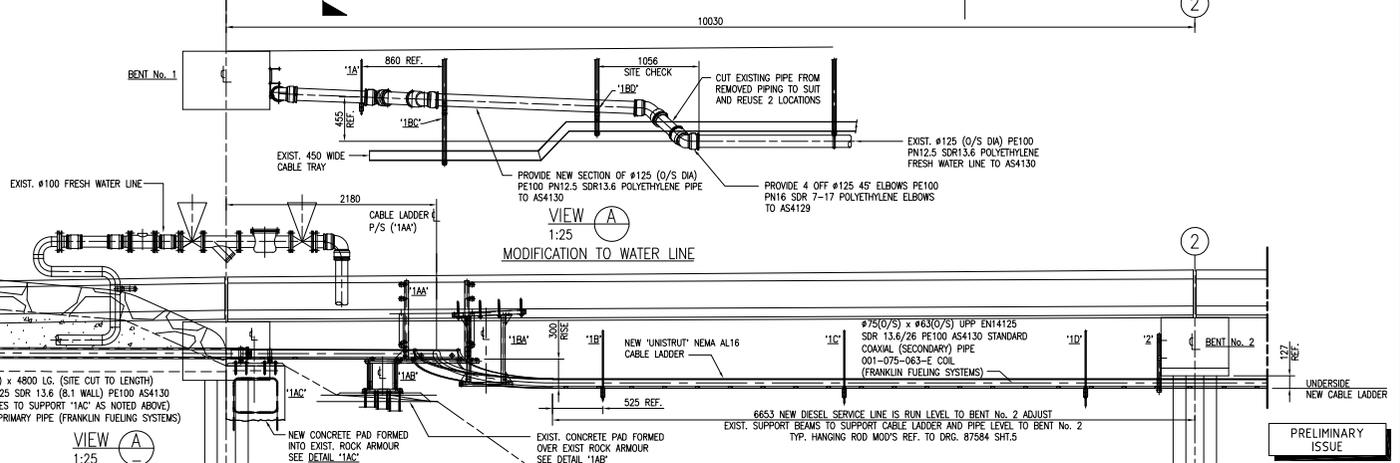 2
10030
BENT No. 1
'1A'
860 REF.
1056
SITE CHECK
'1BD'
CUT EXISTING PIPE FROM
REMOVED PIPING TO SUIT
AND REUSE 2 LOCATIONS
455
REF.
'1BC'
EXIST. 450 WIDE
CABLE TRAY
EXIST. ø125 (O/S DIA) PE100
PN12.5 SDR13.6 POLYETHYLENE
FRESH WATER LINE TO AS4130
PROVIDE NEW SECTION OF ø125 (O/S DIA)
PE100 PN12.5 SDR13.6 POLYETHYLENE PIPE
TO AS4130
PROVIDE 4 OFF ø125 45° ELBOWS PE100
PN16 SDR 7-17 POLYETHYLENE ELBOWS
TO AS4129
EXIST. ø100 FRESH WATER LINE
2180
CABLE LADDER
P/S ('1AA')
VIEW A
1:25
MODIFICATION TO WATER LINE
2
'1AA'
'1BA'
300
RISE
'1B'
NEW 'UNISTRUT' NEMA AL16
CABLE LADDER
'1C'
ø75(O/S) x ø63(O/S) UPP EN14125
SDR 13.6/26 PE100 AS4130 STANDARD
COAXIAL (SECONDARY) PIPE
001-075-063-E COIL
(FRANKLIN FUELING SYSTEMS)
'1D'
'2'
BENT No. 2
127
REF.
UNDERSIDE
NEW CABLE LADDER
'1AB'
'1AC'
) x 4800 LG. (SITE CUT TO LENGTH)
25 SDR 13.6 (8.1 WALL) PE100 AS4130
ES TO SUPPORT '1AC' AS NOTED ABOVE)
PRIMARY PIPE (FRANKLIN FUELING SYSTEMS)
525 REF.
6653 NEW DIESEL SERVICE LINE IS RUN LEVEL TO BENT No. 2 ADJUST
EXIST. SUPPORT BEAMS TO SUPPORT CABLE LADDER AND PIPE LEVEL TO BENT No. 2
TYP. HANGING ROD MOD'S REF. TO DRG. 87584 SHT.5
VIEW A
1:25
NEW CONCRETE PAD FORMED
INTO EXIST. ROCK ARMOUR
SEE DETAIL '1AC'
EXIST. CONCRETE PAD FORMED
OVER EXIST ROCK ARMOUR
SEE DETAIL '1AB'
PRELIMINARY
ISSUE